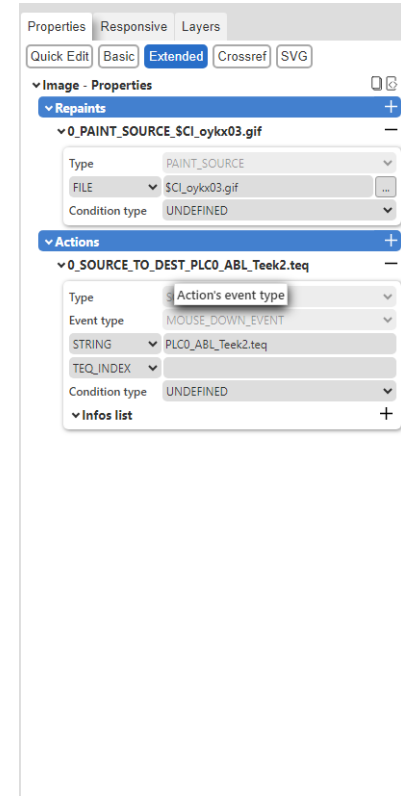 Properties Responsive Layers
Quick Edit Basic Extended Crossref SVG
Image - Properties
Repaints
0_PAINT_SOURCE_$CI_oykx03.gif
Type PAINT_SOURCE
FILE $CI_oykx03.gif ...
Condition type UNDEFINED
Actions
0_SOURCE_TO_DEST_PLC0_ABL_Teek2.teq
Type Action's event type
Event type MOUSE_DOWN_EVENT
STRING PLC0_ABL_Teek2.teq
TEQ_INDEX
Condition type UNDEFINED
Infos list